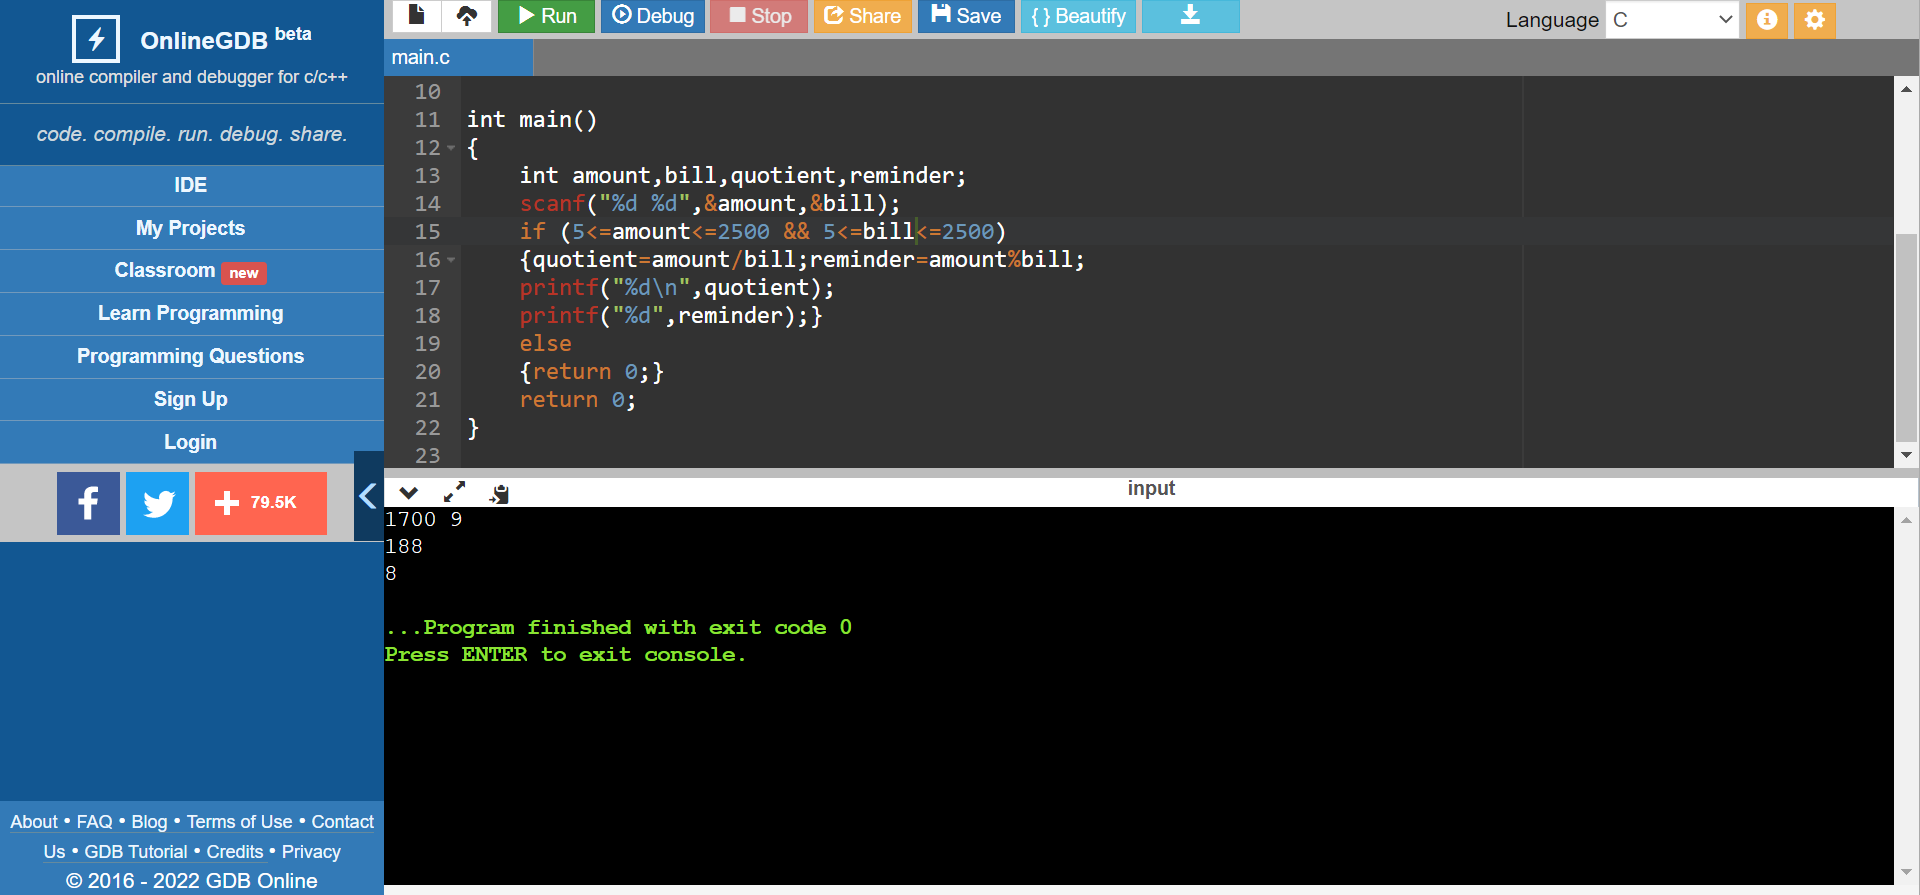 OnlineGDB beta
online compiler and debugger for c/c++
code. compile. run. debug. share.
IDE
My Projects
Classroom new
Learn Programming
Programming Questions
Sign Up
Login
79.5K
About • FAQ • Blog • Terms of Use • Contact
Us • GDB Tutorial • Credits • Privacy
© 2016 - 2022 GDB Online
Run Debug Stop Share Save { } Beautify
Language C
main.c
10
11 int main()
12 {
13     int amount,bill,quotient,reminder;
14     scanf("%d %d",&amount,&bill);
15     if (5<=amount<=2500 && 5<=bill<=2500)
16     {quotient=amount/bill;reminder=amount%bill;
17     printf("%d\n",quotient);
18     printf("%d",reminder);}
19     else
20     {return 0;}
21     return 0;
22 }
23
input
1700 9
188
8
...Program finished with exit code 0
Press ENTER to exit console.